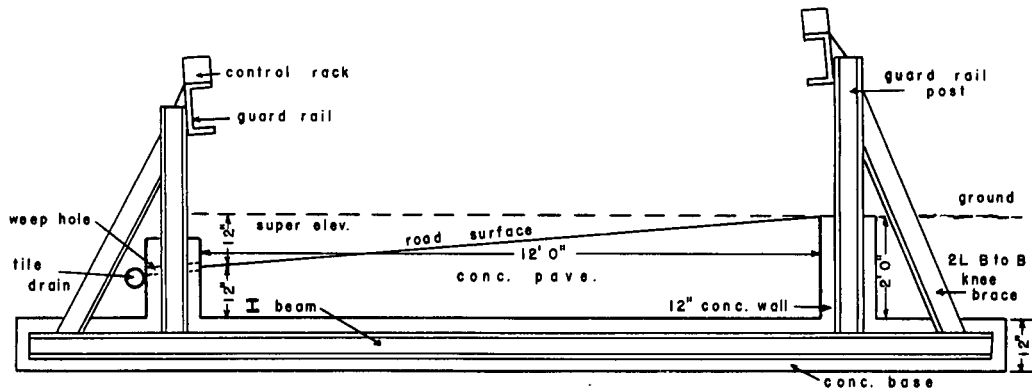 control rack
guard rail
guard rail
post
weep hole
super elev.
12"
road surface
ground
12' 0"
tile
drain
conc. pave.
12"
I beam
12" conc. wall
2' 0"
2L B to B
knee
brace
12"
conc. base